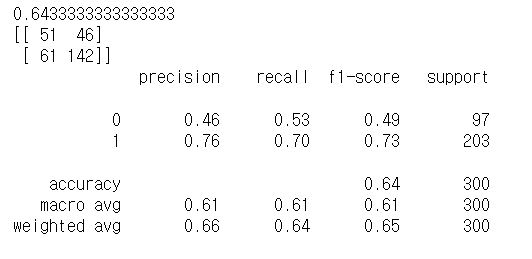 0.6433333333333333
[[ 51  46]
 [ 61 142]]
              precision    recall  f1-score   support

           0       0.46      0.53      0.49        97
           1       0.76      0.70      0.73       203

    accuracy                           0.64       300
   macro avg       0.61      0.61      0.61       300
weighted avg       0.66      0.64      0.65       300